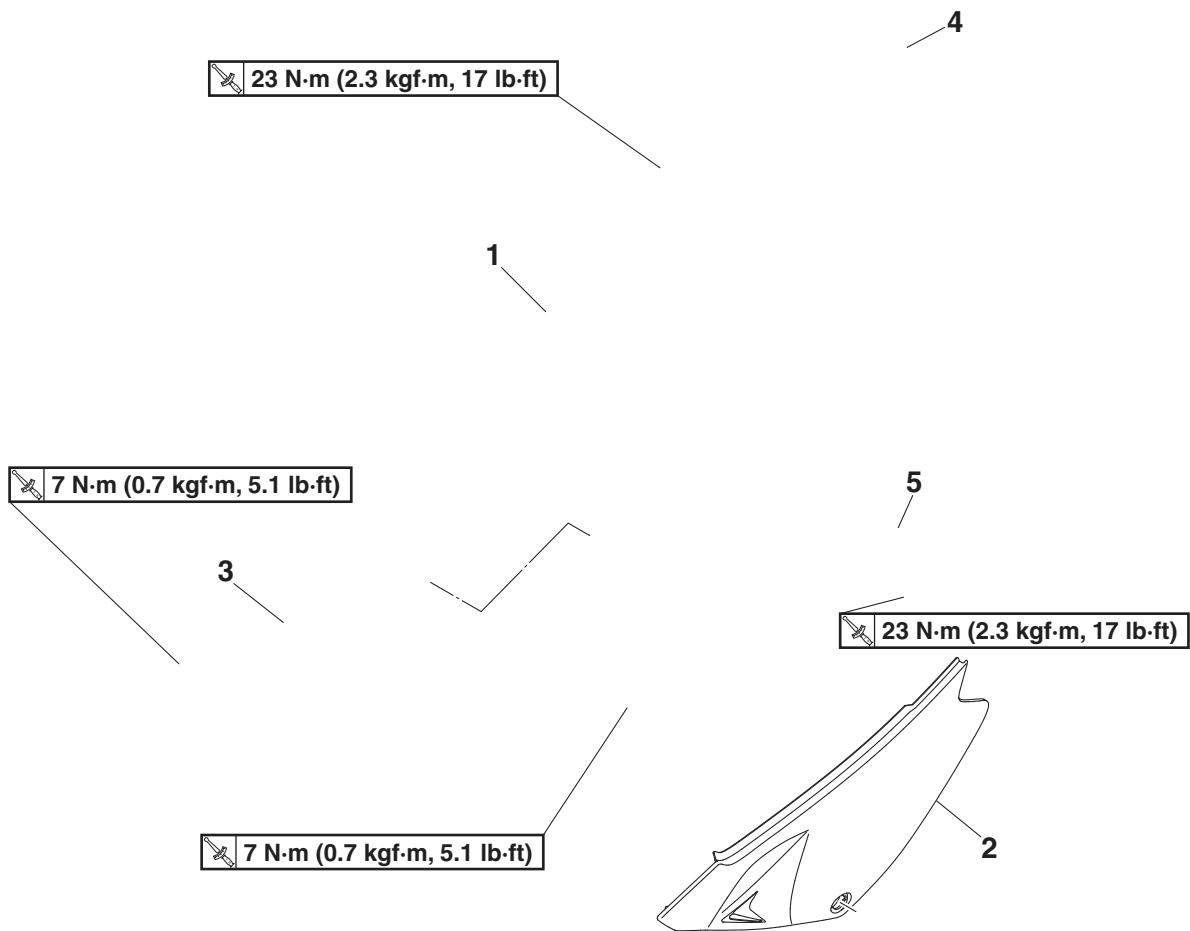 4
23 N·m (2.3 kgf·m, 17 lb·ft)
1
7 N·m (0.7 kgf·m, 5.1 lb·ft)
5
3
23 N·m (2.3 kgf·m, 17 lb·ft)
7 N·m (0.7 kgf·m, 5.1 lb·ft)
2